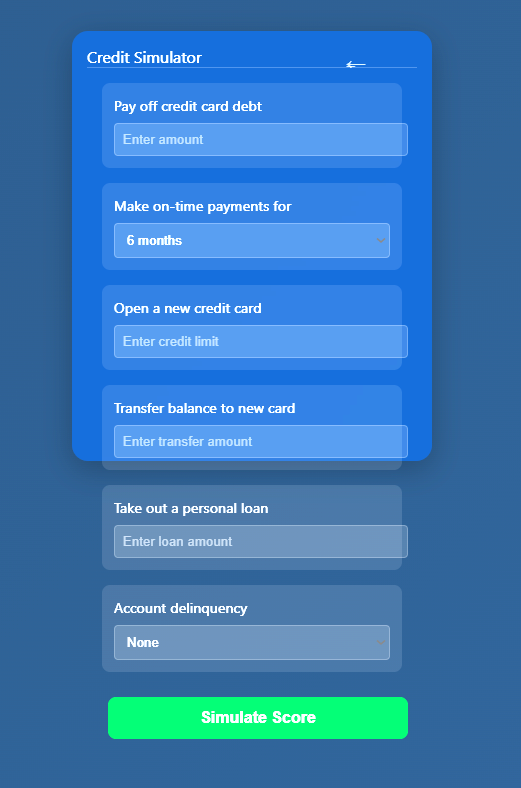 Credit Simulator ←
Pay off credit card debt
Enter amount
Make on-time payments for
6 months
Open a new credit card
Enter credit limit
Transfer balance to new card
Enter transfer amount
Take out a personal loan
Enter loan amount
Account delinquency
None
Simulate Score